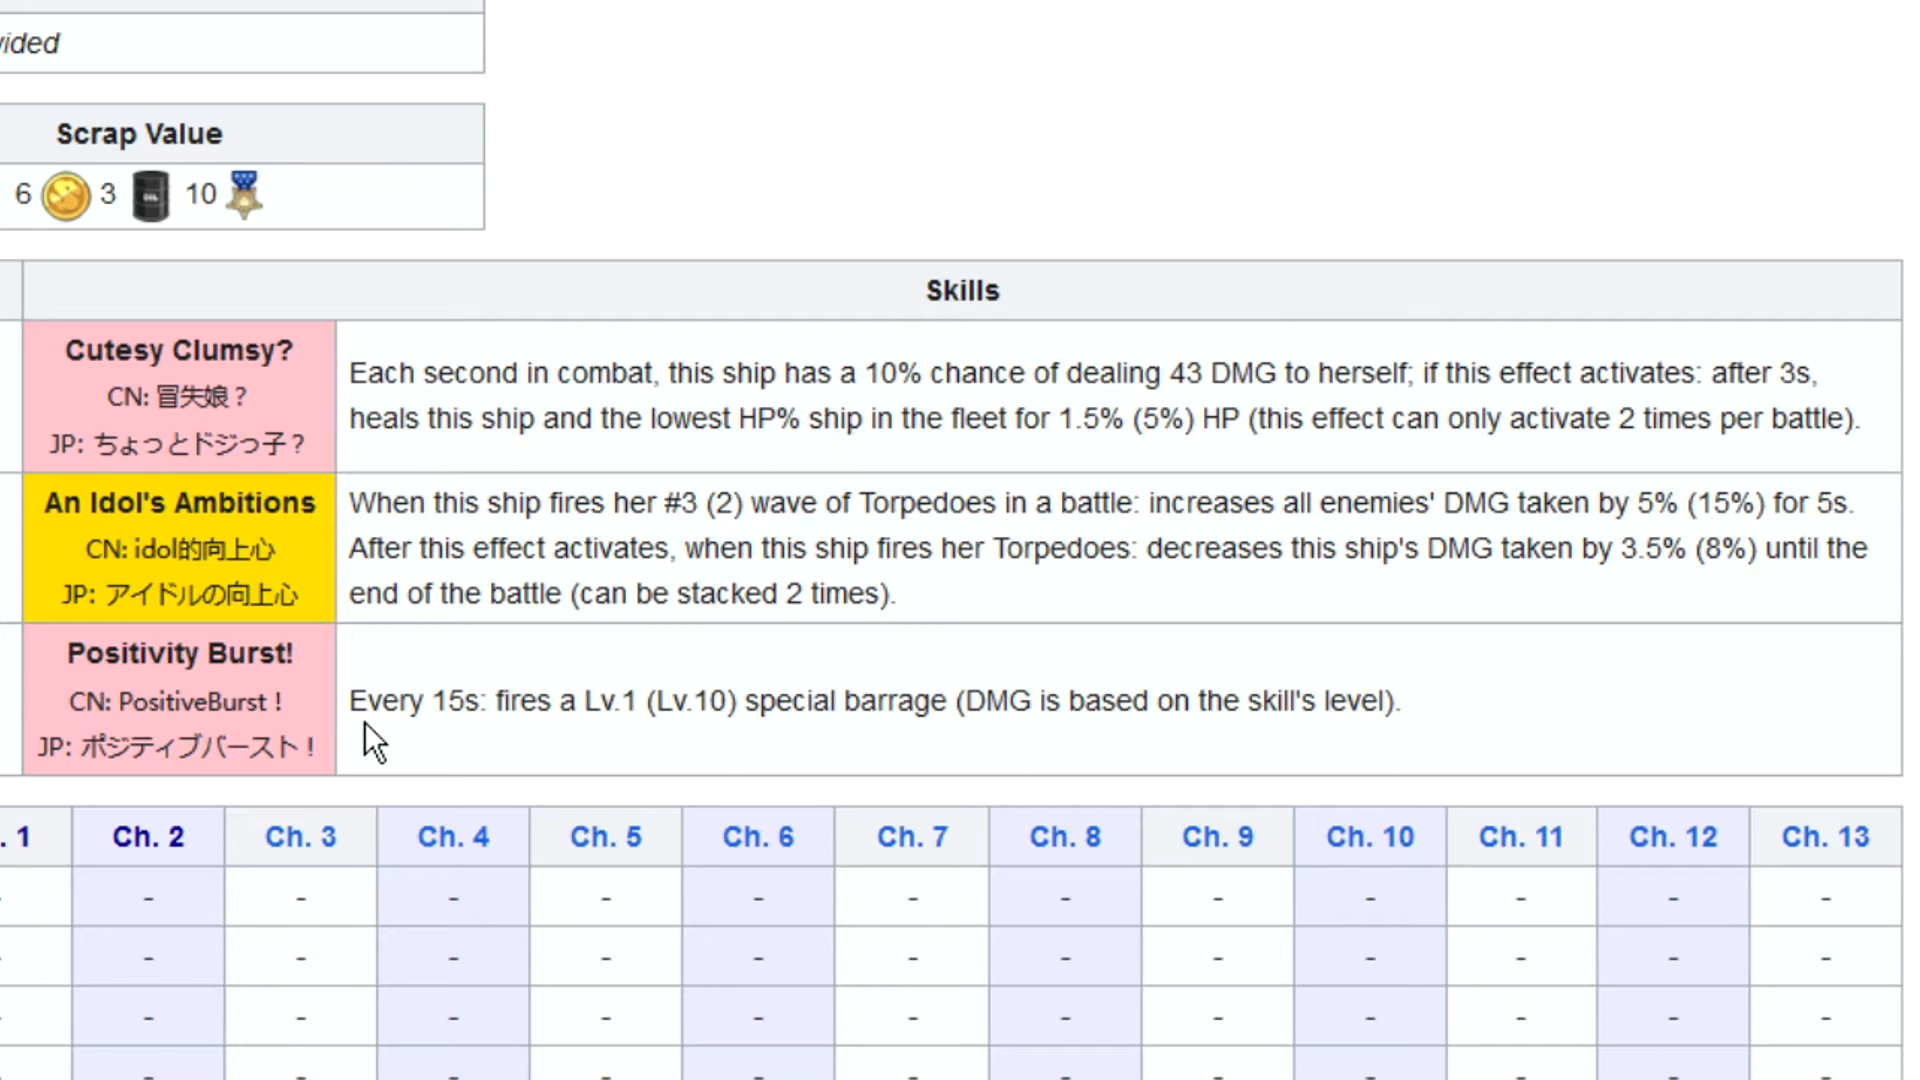 vided
Scrap Value
6 3 10
Skills
Cutesy Clumsy?
CN: 冒失娘？
JP: ちょっとドジっ子？
Each second in combat, this ship has a 10% chance of dealing 43 DMG to herself; if this effect activates: after 3s,
heals this ship and the lowest HP% ship in the fleet for 1.5% (5%) HP (this effect can only activate 2 times per battle).
An Idol's Ambitions
CN: idol的向上心
JP: アイドルの向上心
When this ship fires her #3 (2) wave of Torpedoes in a battle: increases all enemies' DMG taken by 5% (15%) for 5s.
After this effect activates, when this ship fires her Torpedoes: decreases this ship's DMG taken by 3.5% (8%) until the
end of the battle (can be stacked 2 times).
Positivity Burst!
CN: PositiveBurst！
JP: ポジティブバースト！
Every 15s: fires a Lv.1 (Lv.10) special barrage (DMG is based on the skill's level).
. 1 Ch. 2 Ch. 3 Ch. 4 Ch. 5 Ch. 6 Ch. 7 Ch. 8 Ch. 9 Ch. 10 Ch. 11 Ch. 12 Ch. 13
- - - - - - - - - - - - -
- - - - - - - - - - - - -
- - - - - - - - - - - - -
- - - - - - - - - - - - -